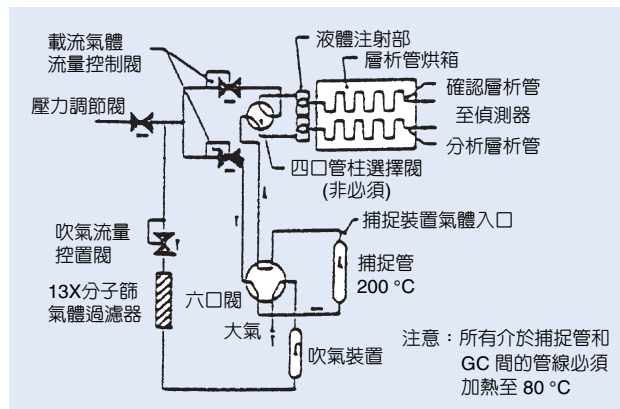 載流氣體
流量控制閥
壓力調節閥
液體注射部
層析管烘箱
確認層析管
至偵測器
分析層析管
四口管柱選擇閥
(非必須)
捕捉裝置氣體入口
吹氣流量
控置閥
捕捉管
200 °C
13X分子篩
氣體過濾器
六口閥
大氣
吹氣裝置
注意：所有介於捕捉管和
GC 間的管線必須
加熱至 80 °C